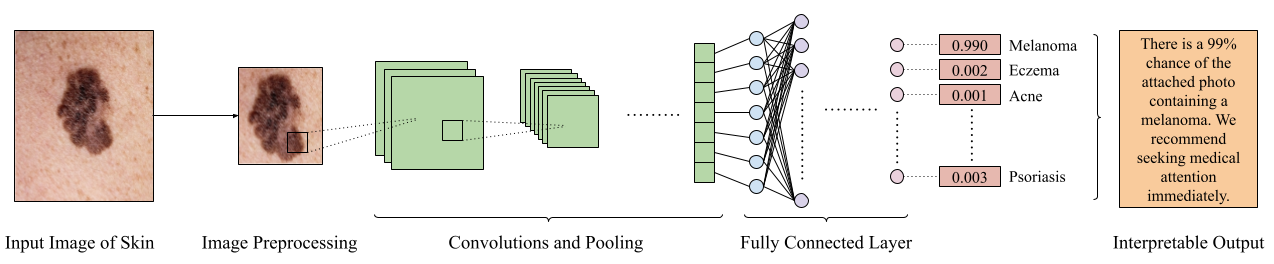 0.990 Melanoma
0.002 Eczema
0.001 Acne
0.003 Psoriasis
There is a 99%
chance of the
attached photo
containing a
melanoma. We
recommend
seeking medical
attention
immediately.
Input Image of Skin
Image Preprocessing
Convolutions and Pooling
Fully Connected Layer
Interpretable Output